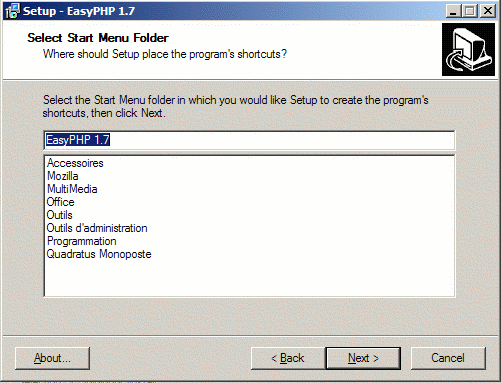 Setup - EasyPHP 1.7
Select Start Menu Folder
Where should Setup place the program's shortcuts?
Select the Start Menu folder in which you would like Setup to create the program's
shortcuts, then click Next.
EasyPHP 1.7
Accessoires
Mozilla
MultiMedia
Office
Outils
Outils d'administration
Programmation
Quadratus Monoposte
About...
< Back
Next >
Cancel